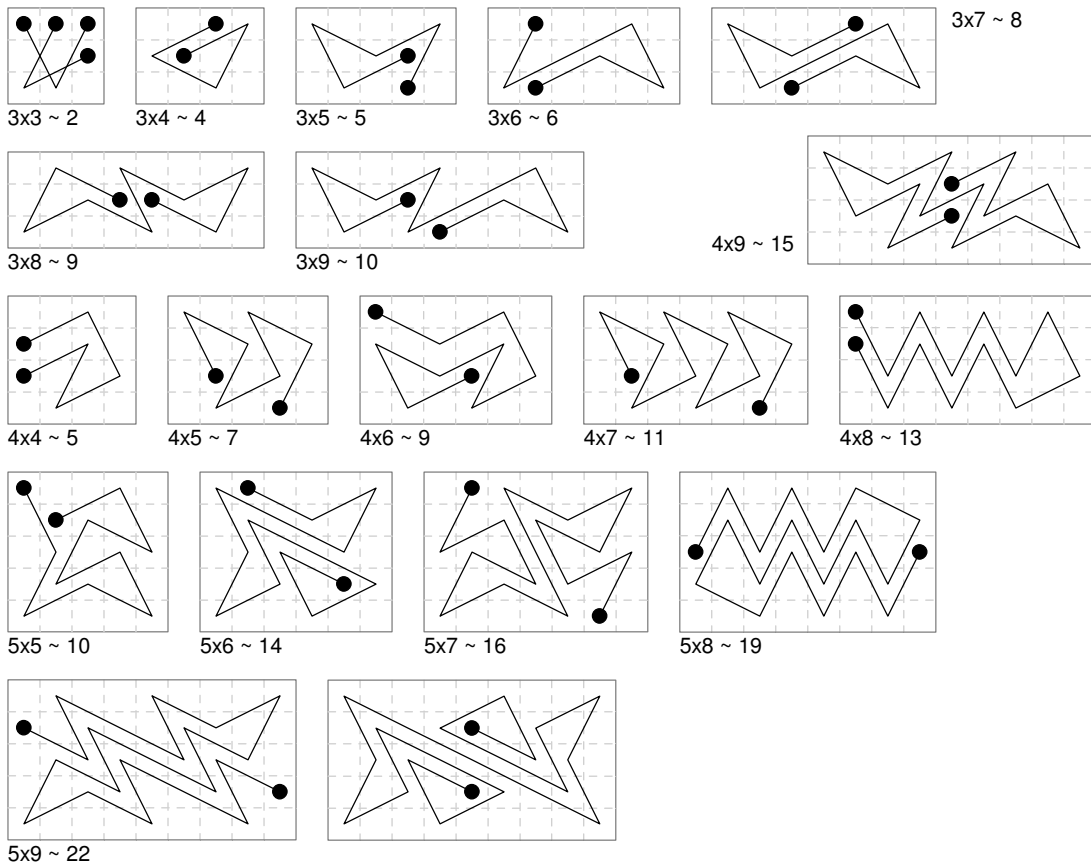 3x7 ~ 8
3x3 ~ 2
3x4 ~ 4
3x5 ~ 5
3x6 ~ 6
4x9 ~ 15
3x8 ~ 9
3x9 ~ 10
4x4 ~ 5
4x5 ~ 7
4x6 ~ 9
4x7 ~ 11
4x8 ~ 13
5x5 ~ 10
5x6 ~ 14
5x7 ~ 16
5x8 ~ 19
5x9 ~ 22